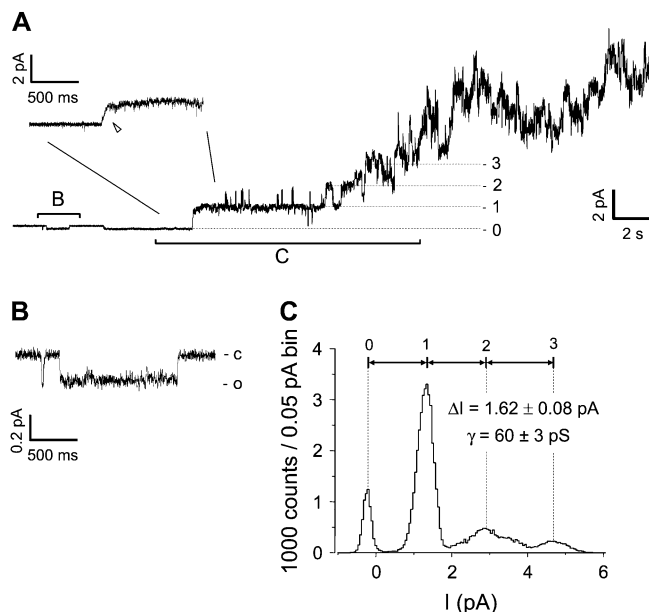 A
2 pA
500 ms
B
C
- 3
- 2
- 1
- 0
2 pA
2 s
B
- c
- o
0.2 pA
500 ms
C
0 1 2 3
ΔI = 1.62 ± 0.08 pA
γ = 60 ± 3 pS
1000 counts / 0.05 pA bin
4
3
2
1
0
0 2 4 6
I (pA)